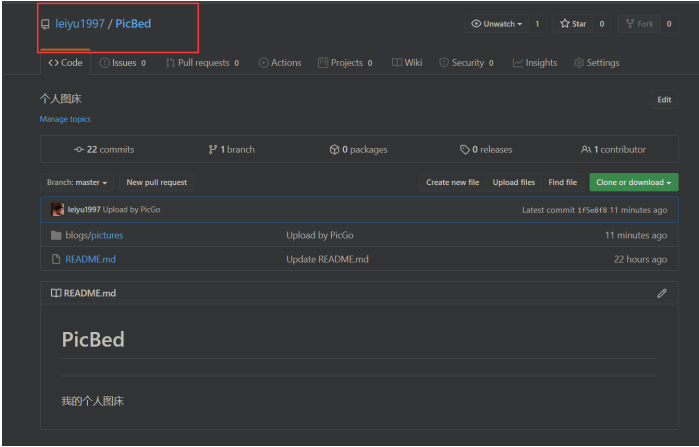 leiyu1997 / PicBed
Unwatch 1 Star 0 Fork 0
Code Issues 0 Pull requests 0 Actions Projects 0 Wiki Security 0 Insights Settings
个人图床 Edit
Manage topics
22 commits 1 branch 0 packages 0 releases 1 contributor
Branch: master New pull request Create new file Upload files Find file Clone or download
leiyu1997 Upload by PicGo Latest commit 1f5e8f8 11 minutes ago
blogs/pictures Upload by PicGo 11 minutes ago
README.md Update README.md 22 hours ago
README.md
PicBed
我的个人图床